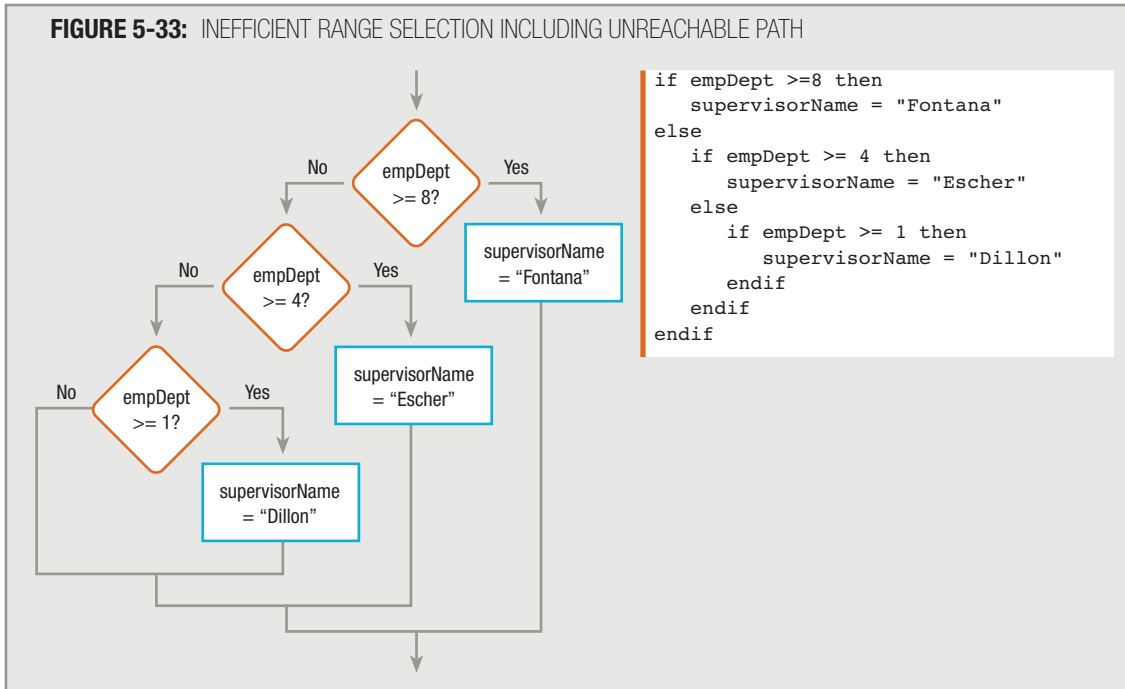 FIGURE 5-33: INEFFICIENT RANGE SELECTION INCLUDING UNREACHABLE PATH
empDept
>= 8?
No
Yes
supervisorName
= “Fontana”
empDept
>= 4?
No
Yes
supervisorName
= “Escher”
empDept
>= 1?
No
Yes
supervisorName
= “Dillon”
if empDept >=8 then
   supervisorName = "Fontana"
else
   if empDept >= 4 then
      supervisorName = "Escher"
   else
      if empDept >= 1 then
         supervisorName = "Dillon"
      endif
   endif
endif